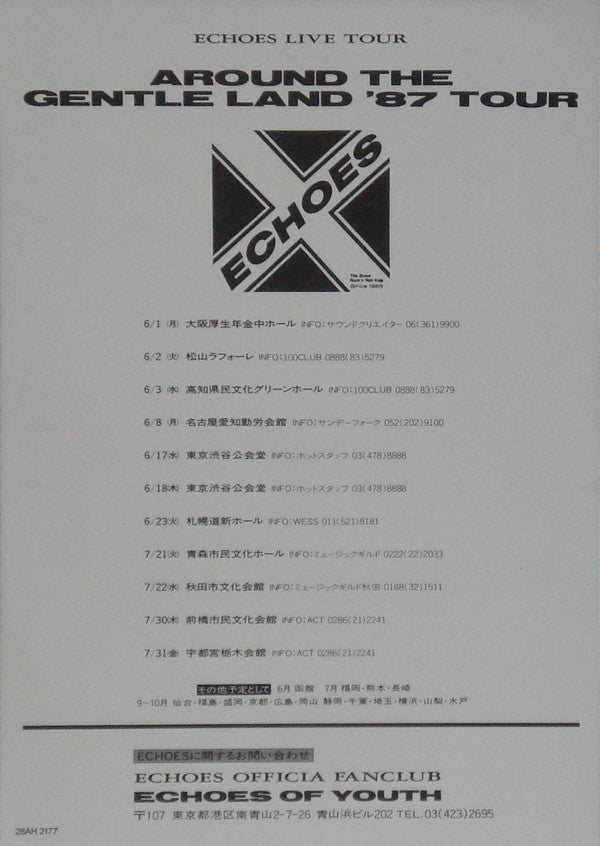 ECHOES LIVE TOUR
AROUND THE
GENTLE LAND '87 TOUR
ECHOES
The Brave
Rock'n Roll Kids
Since 1985
6/1 (月) 大阪厚生年金中ホール INFO:サウンドクリエイター 06(361)9900
6/2 (火) 松山ラフォーレ INFO:100CLUB 0888(83)5279
6/3 (水) 高知県民文化グリーンホール INFO:100CLUB 0888(83)5279
6/8 (月) 名古屋愛知勤労会館 INFO:サンデーフォーク 052(202)9100
6/17(水) 東京渋谷公会堂 INFO:ホットスタッフ 03(478)8888
6/18(木) 東京渋谷公会堂 INFO:ホットスタッフ 03(478)8888
6/23(火) 札幌道新ホール INFO:WESS 011(521)8181
7/21(火) 青森市民文化ホール INFO:ミュージックギルド 0222(22)2033
7/22(水) 秋田市文化会館 INFO:ミュージックギルド秋田 0188(32)1511
7/30(木) 前橋市民文化会館 INFO:ACT 0286(21)2241
7/31(金) 宇都宮栃木会館 INFO:ACT 0286(21)2241
その他予定として 6月 函館 7月 福岡・熊本・長崎
9~10月 仙台・福島・盛岡・京都・広島・岡山 静岡・千葉・埼玉・横浜・山梨・水戸
ECHOESに関するお問い合わせ
ECHOES OFFICIA FANCLUB
ECHOES OF YOUTH
〒107 東京都港区南青山2-7-26 青山浜ビル202 TEL.03(423)2695
28AH 2177